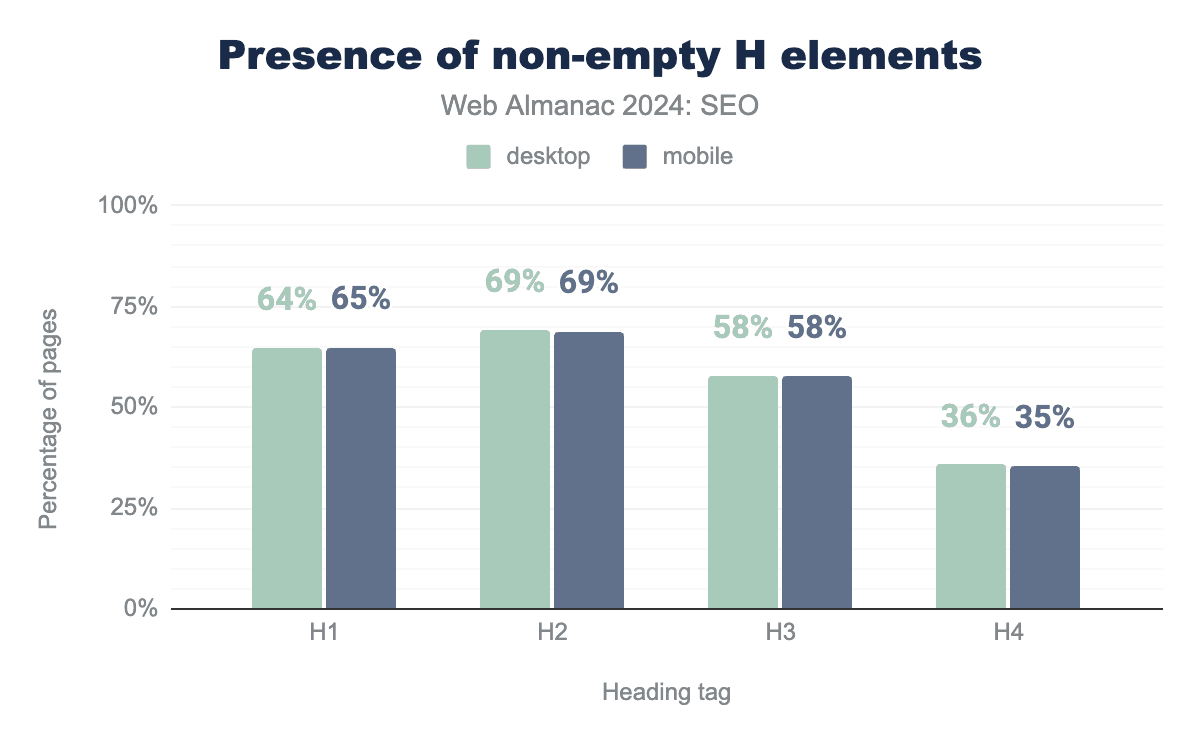 Presence of non-empty H elements
Web Almanac 2024: SEO
desktop mobile
100%
75%
50%
25%
0%
Percentage of pages
64% 65%
69% 69%
58% 58%
36% 35%
H1 H2 H3 H4
Heading tag